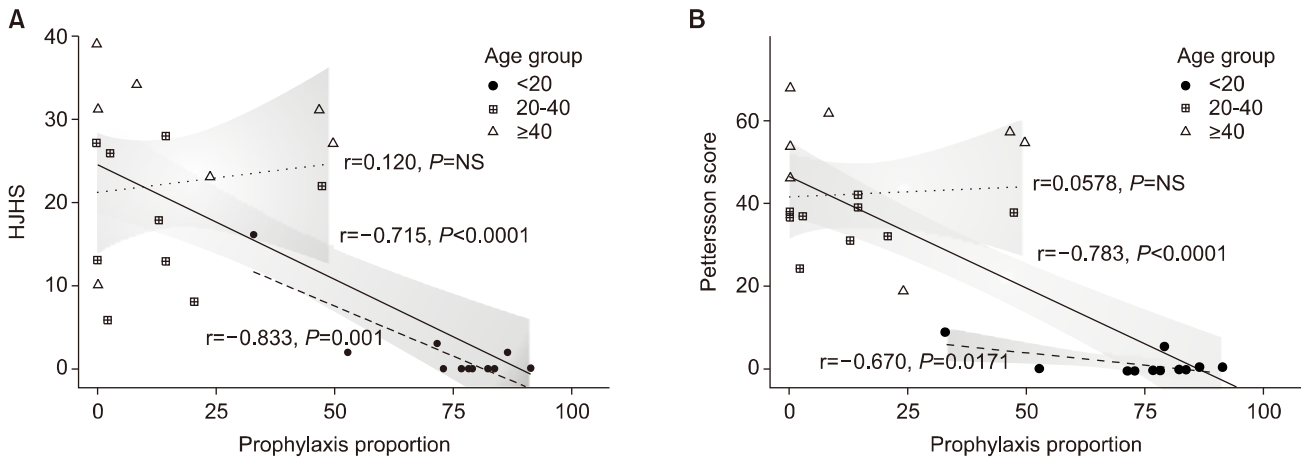 A
40
30
20
10
0
HJHS
Age group
<20
20-40
≥40
r=0.120, P=NS
r=−0.715, P<0.0001
r=−0.833, P=0.001
0
25
50
75
100
Prophylaxis proportion
B
60
40
20
0
Pettersson score
Age group
<20
20-40
≥40
r=0.0578, P=NS
r=−0.783, P<0.0001
r=−0.670, P=0.0171
0
25
50
75
100
Prophylaxis proportion